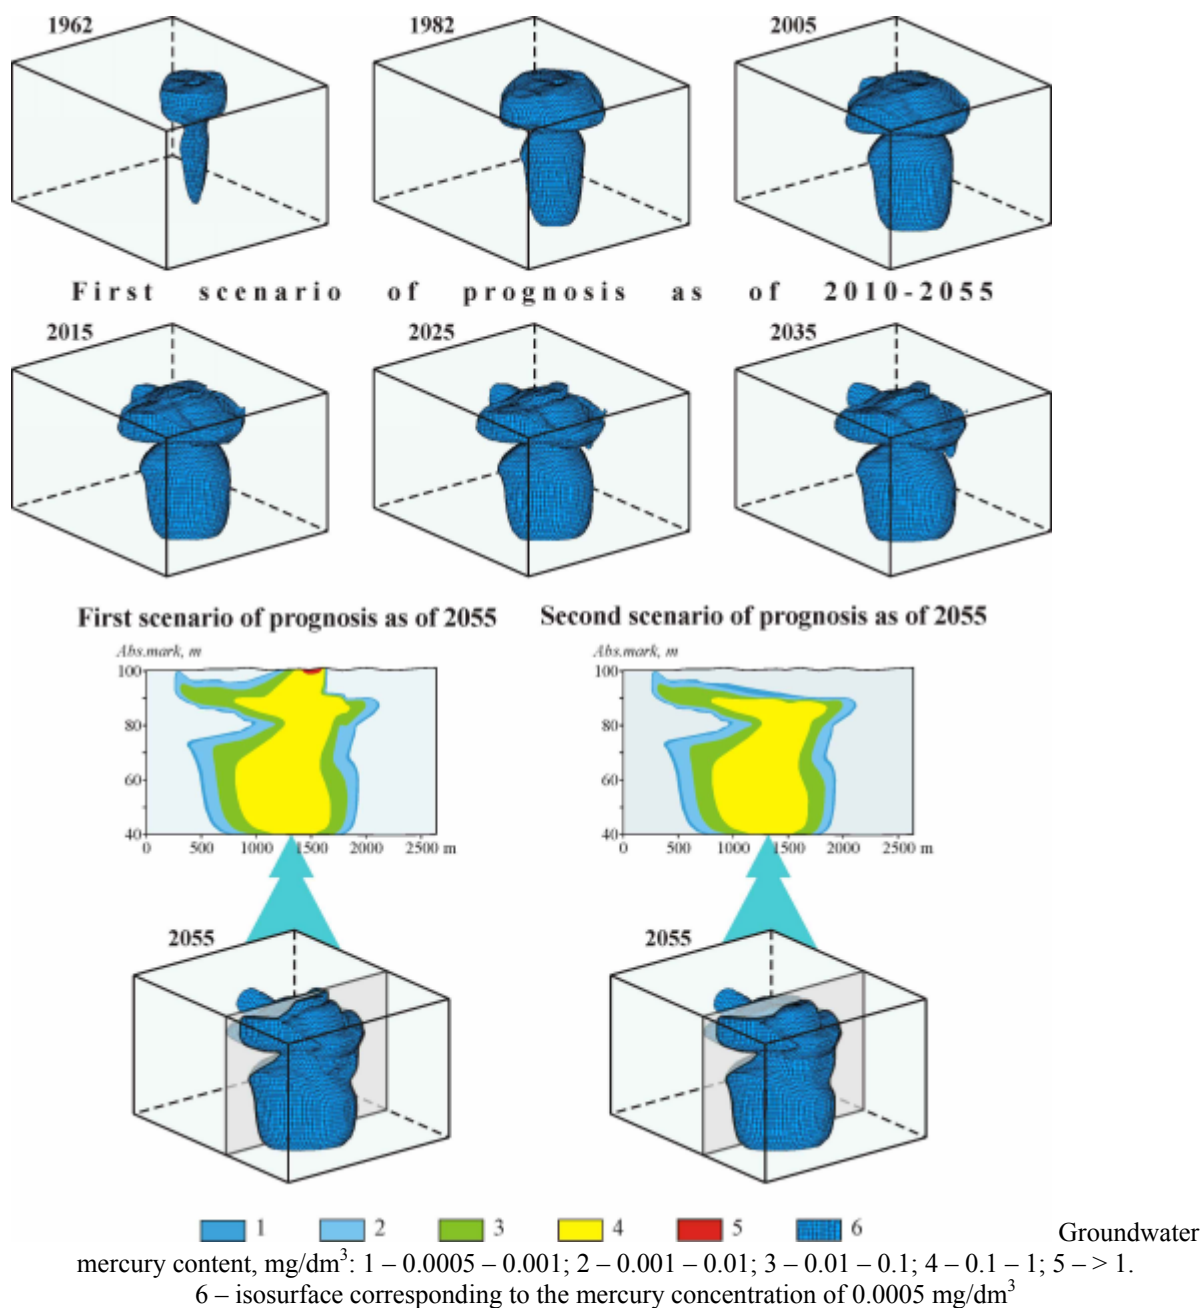 1962 1982 2005
First scenario of prognosis as of 2010-2055
2015 2025 2035
First scenario of prognosis as of 2055
Second scenario of prognosis as of 2055
Abs.mark, m
100
80
60
40
0 500 1000 1500 2000 2500 m
Abs.mark, m
100
80
60
40
0 500 1000 1500 2000 2500 m
2055 2055
1 2 3 4 5 6 Groundwater
mercury content, mg/dm³: 1 – 0.0005 – 0.001; 2 – 0.001 – 0.01; 3 – 0.01 – 0.1; 4 – 0.1 – 1; 5 – > 1.
6 – isosurface corresponding to the mercury concentration of 0.0005 mg/dm³